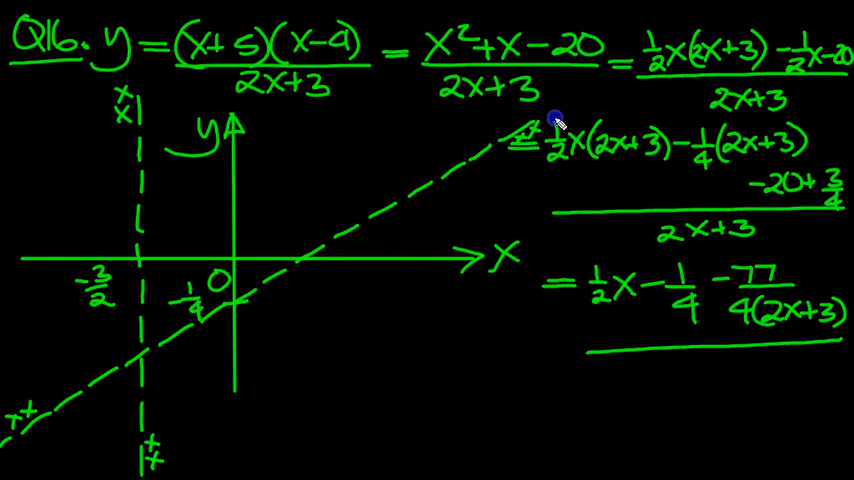 Q16. y = (x+5)(x-4)/(2x+3) = (x²+x-20)/(2x+3) = (½x(2x+3) - ½x-20)/(2x+3)
= (½x(2x+3) - ¼(2x+3) -20+¾)/(2x+3)
= ½x - ¼ - 77/(4(2x+3))
y
x
0
-3/2
-1/4